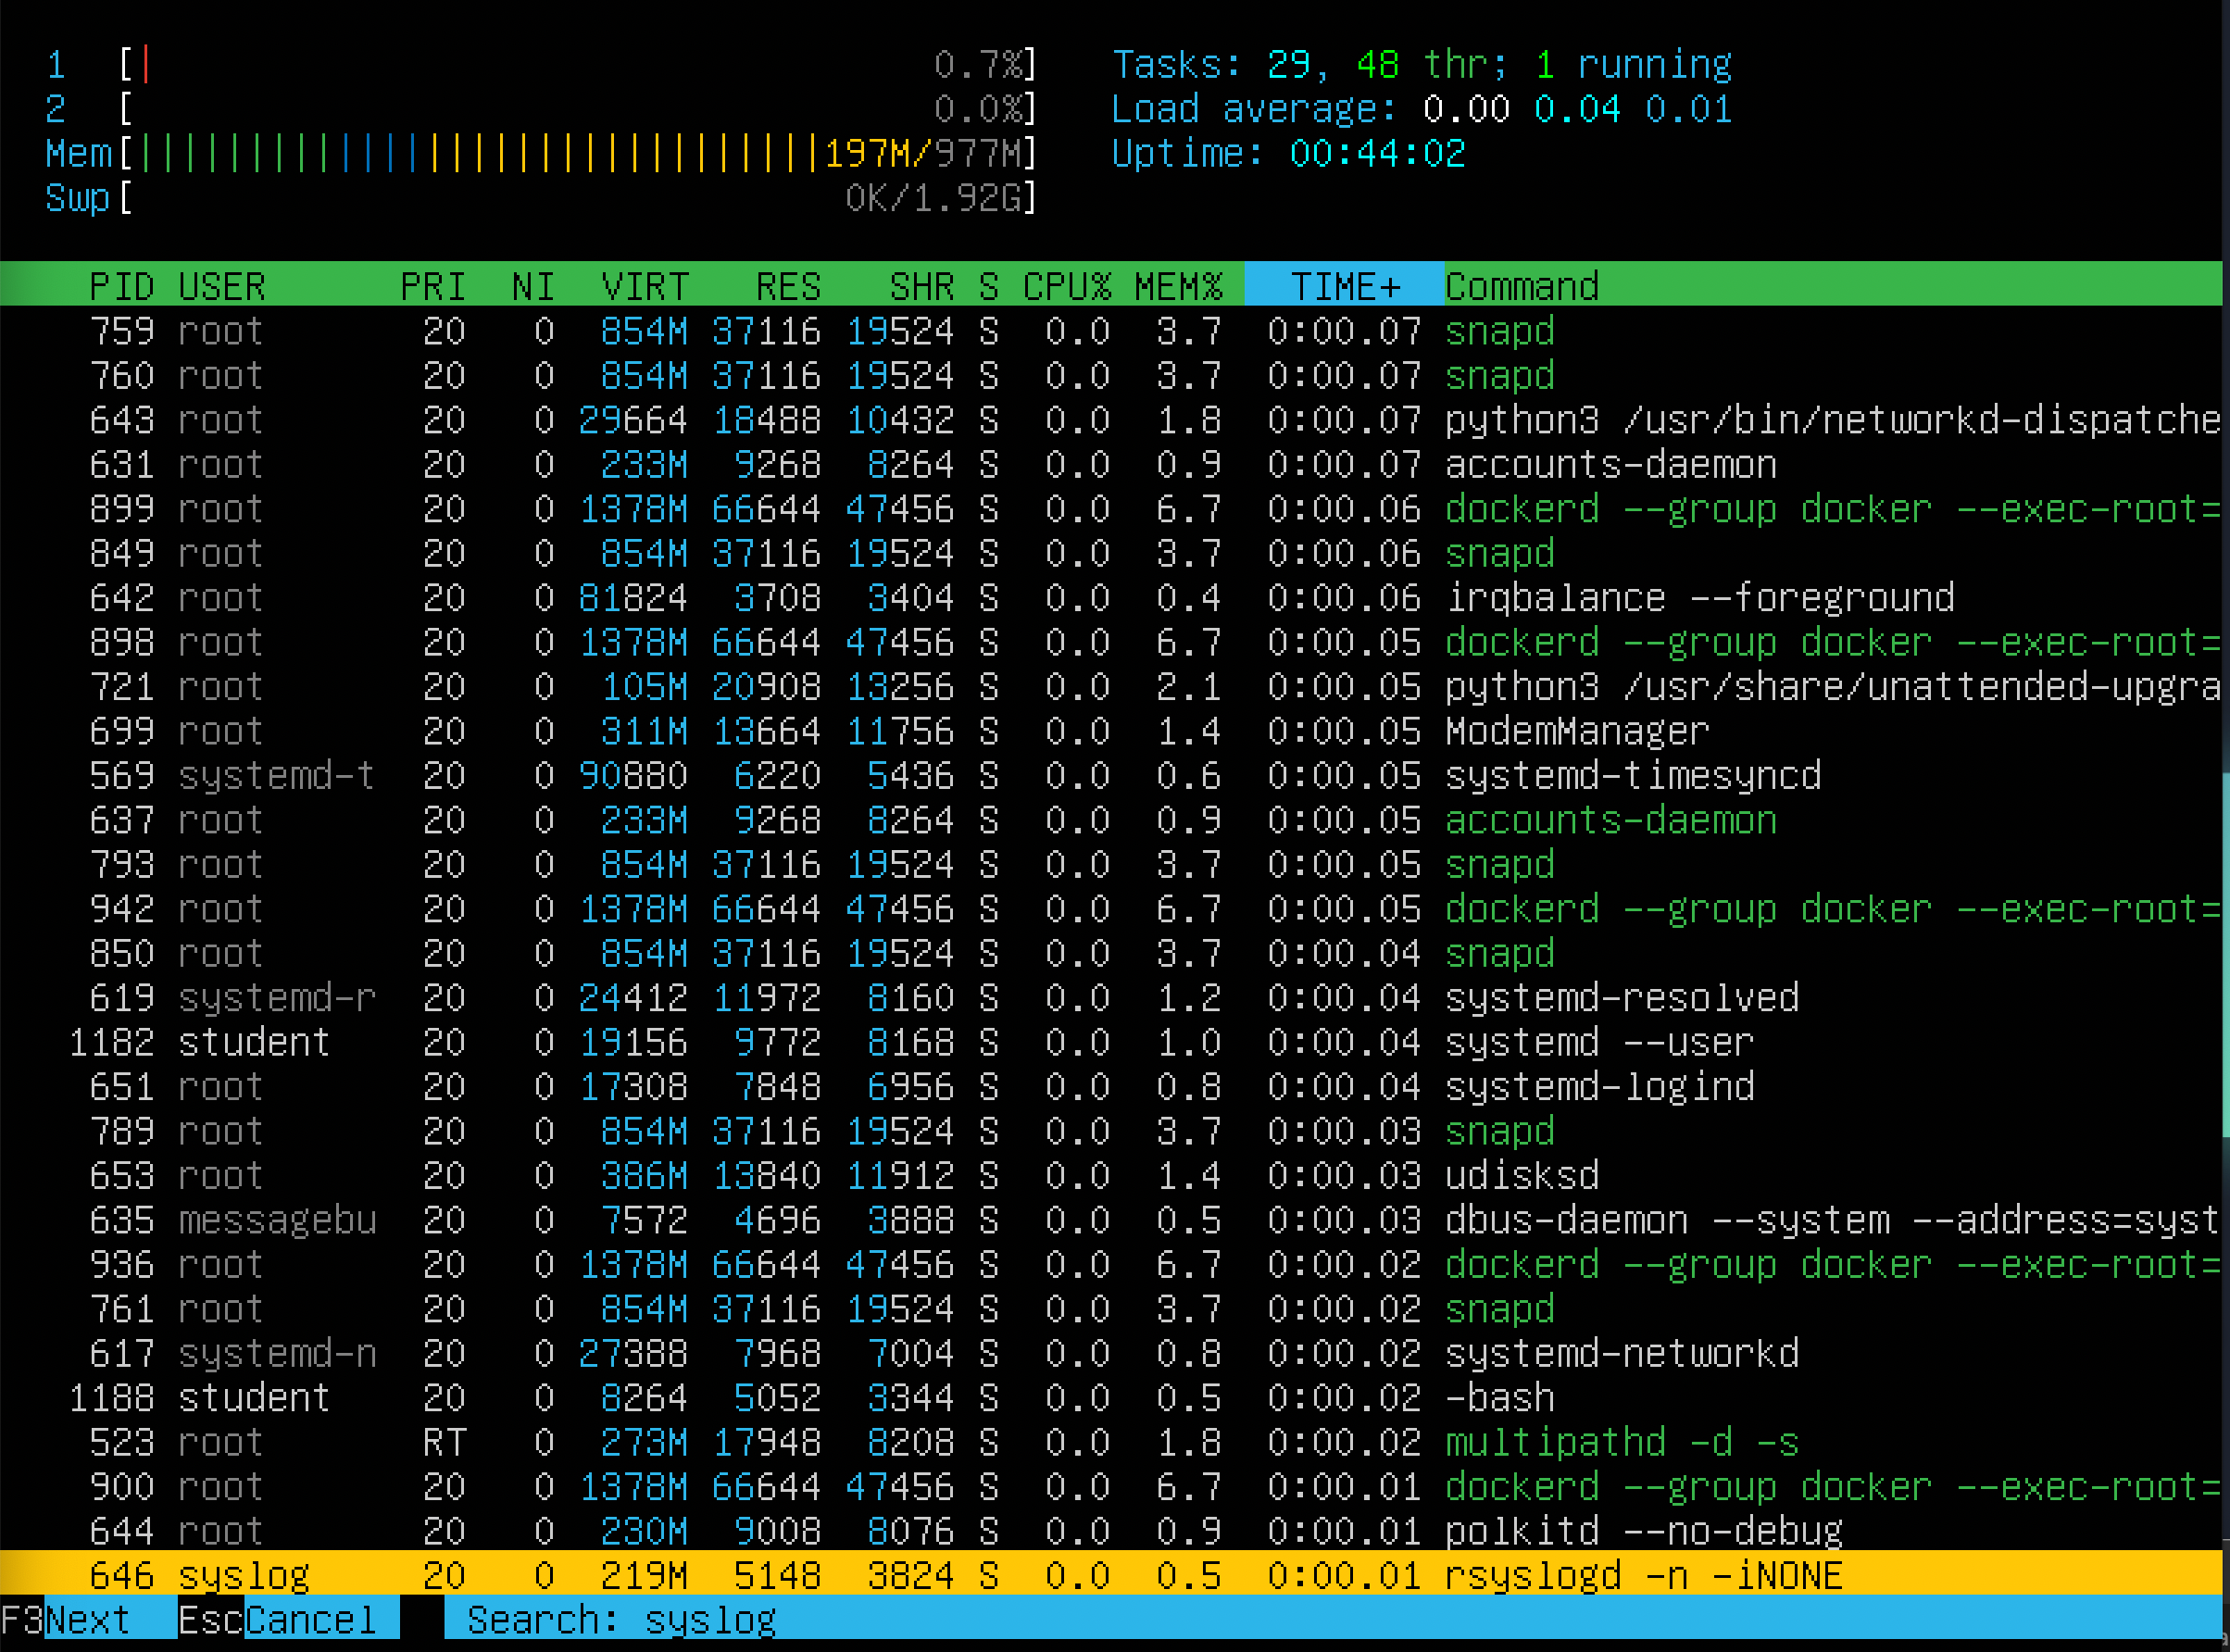 1 [| 0.7%] Tasks: 29, 48 thr; 1 running
2 [ 0.0%] Load average: 0.00 0.04 0.01
Mem[||||||||||||||||||||||||||||||| 197M/977M] Uptime: 00:44:02
Swp[ 0K/1.92G]
PID USER PRI NI VIRT RES SHR S CPU% MEM% TIME+ Command
759 root 20 0 854M 37116 19524 S 0.0 3.7 0:00.07 snapd
760 root 20 0 854M 37116 19524 S 0.0 3.7 0:00.07 snapd
643 root 20 0 29664 18488 10432 S 0.0 1.8 0:00.07 python3 /usr/bin/networkd-dispatche
631 root 20 0 233M 9268 8264 S 0.0 0.9 0:00.07 accounts-daemon
899 root 20 0 1378M 66644 47456 S 0.0 6.7 0:00.06 dockerd --group docker --exec-root=
849 root 20 0 854M 37116 19524 S 0.0 3.7 0:00.06 snapd
642 root 20 0 81824 3708 3404 S 0.0 0.4 0:00.06 irqbalance --foreground
898 root 20 0 1378M 66644 47456 S 0.0 6.7 0:00.05 dockerd --group docker --exec-root=
721 root 20 0 105M 20908 13256 S 0.0 2.1 0:00.05 python3 /usr/share/unattended-upgra
699 root 20 0 311M 13664 11756 S 0.0 1.4 0:00.05 ModemManager
569 systemd-t 20 0 90880 6220 5436 S 0.0 0.6 0:00.05 systemd-timesyncd
637 root 20 0 233M 9268 8264 S 0.0 0.9 0:00.05 accounts-daemon
793 root 20 0 854M 37116 19524 S 0.0 3.7 0:00.05 snapd
942 root 20 0 1378M 66644 47456 S 0.0 6.7 0:00.05 dockerd --group docker --exec-root=
850 root 20 0 854M 37116 19524 S 0.0 3.7 0:00.04 snapd
619 systemd-r 20 0 24412 11972 8160 S 0.0 1.2 0:00.04 systemd-resolved
1182 student 20 0 19156 9772 8168 S 0.0 1.0 0:00.04 systemd --user
651 root 20 0 17308 7848 6956 S 0.0 0.8 0:00.04 systemd-logind
789 root 20 0 854M 37116 19524 S 0.0 3.7 0:00.03 snapd
653 root 20 0 386M 13840 11912 S 0.0 1.4 0:00.03 udisksd
635 messagebu 20 0 7572 4696 3888 S 0.0 0.5 0:00.03 dbus-daemon --system --address=syst
936 root 20 0 1378M 66644 47456 S 0.0 6.7 0:00.02 dockerd --group docker --exec-root=
761 root 20 0 854M 37116 19524 S 0.0 3.7 0:00.02 snapd
617 systemd-n 20 0 27388 7968 7004 S 0.0 0.8 0:00.02 systemd-networkd
1188 student 20 0 8264 5052 3344 S 0.0 0.5 0:00.02 -bash
523 root RT 0 273M 17948 8208 S 0.0 1.8 0:00.02 multipathd -d -s
900 root 20 0 1378M 66644 47456 S 0.0 6.7 0:00.01 dockerd --group docker --exec-root=
644 root 20 0 230M 9008 8076 S 0.0 0.9 0:00.01 polkitd --no-debug
646 syslog 20 0 219M 5148 3824 S 0.0 0.5 0:00.01 rsyslogd -n -iNONE
F3Next EscCancel Search: syslog